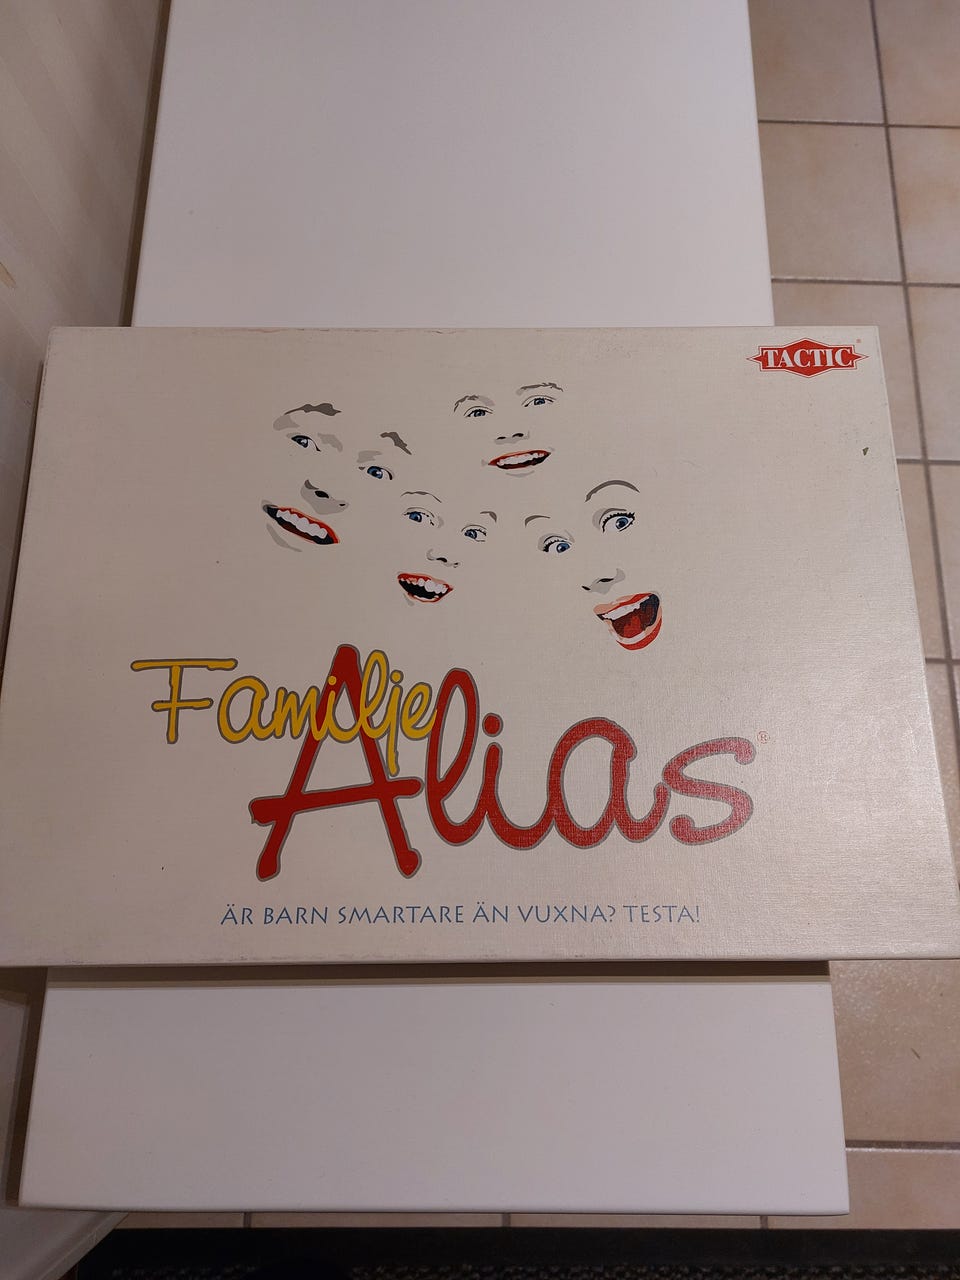 TACTIC
Familje
Alias®
ÄR BARN SMARTARE ÄN VUXNA? TESTA!